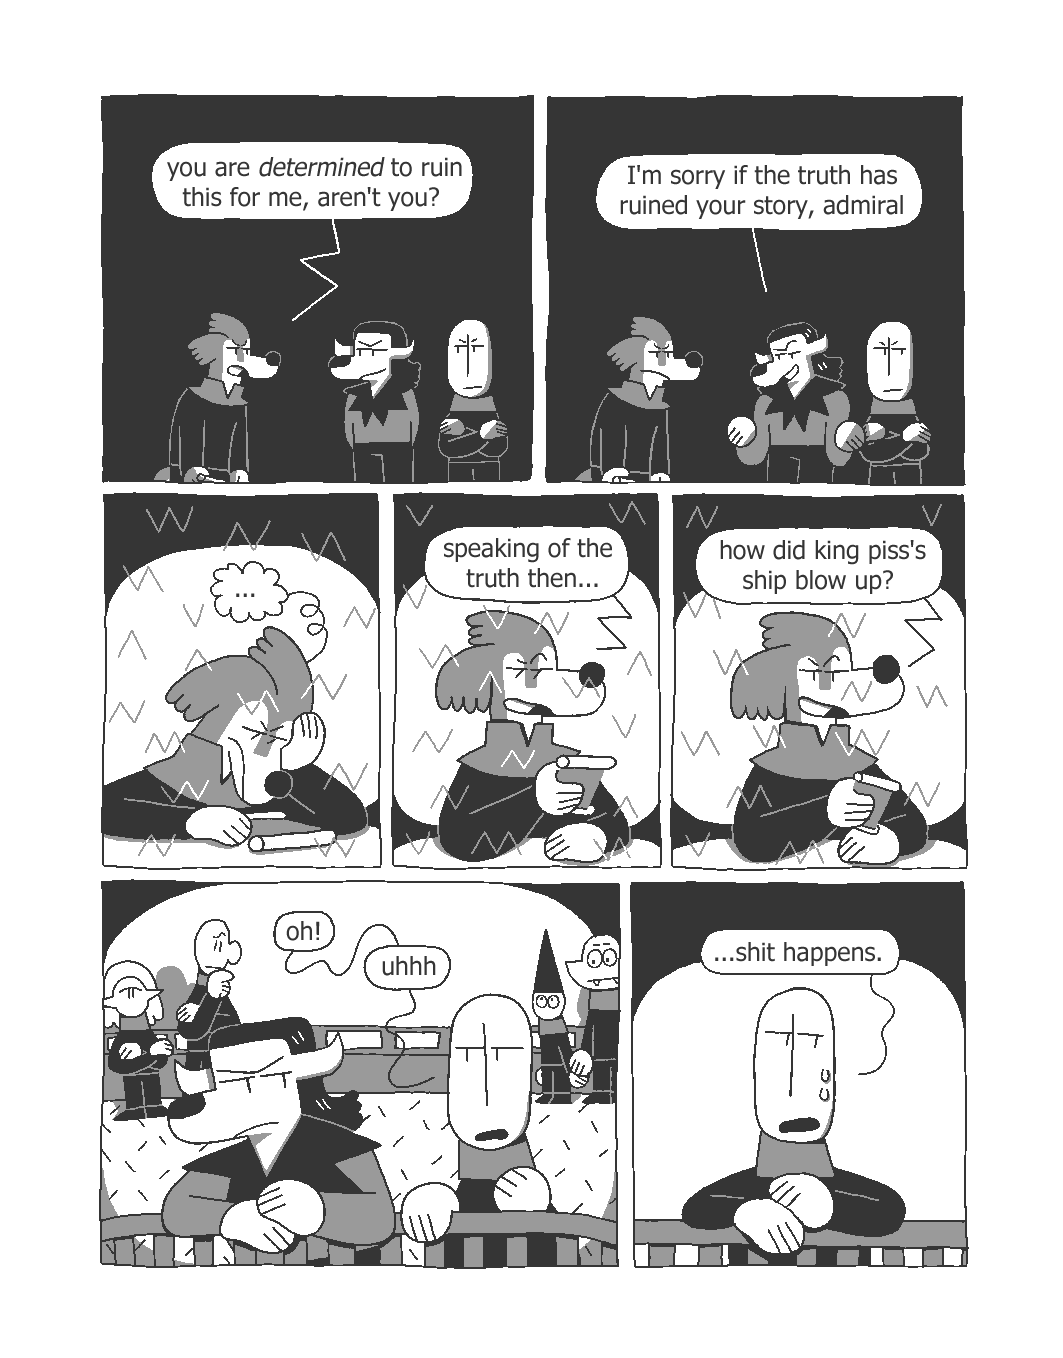 you are determined to ruin
this for me, aren't you?
I'm sorry if the truth has
ruined your story, admiral
...
speaking of the
truth then...
how did king piss's
ship blow up?
oh!
uhhh
...shit happens.